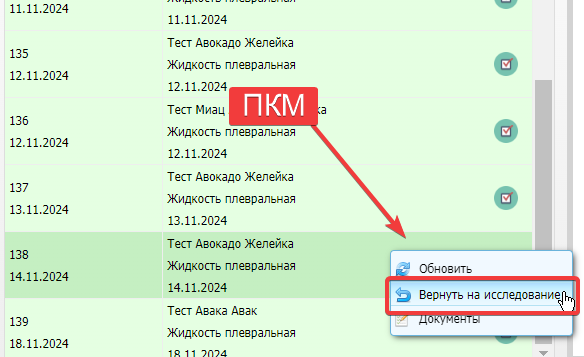 11.11.2024
Жидкость плевральная
11.11.2024
135
12.11.2024
Тест Авокадо Желейка
Жидкость плевральная
12.11.2024
ПКМ
136
12.11.2024
Тест Миац
Жидкость плевральная
12.11.2024
137
13.11.2024
Тест Авокадо Желейка
Жидкость плевральная
13.11.2024
138
14.11.2024
Тест Авокадо Желейка
Жидкость плевральная
14.11.2024
Обновить
Вернуть на исследование
Документы
139
18.11.2024
Тест Авака Авак
Жидкость плевральная
18.11.2024